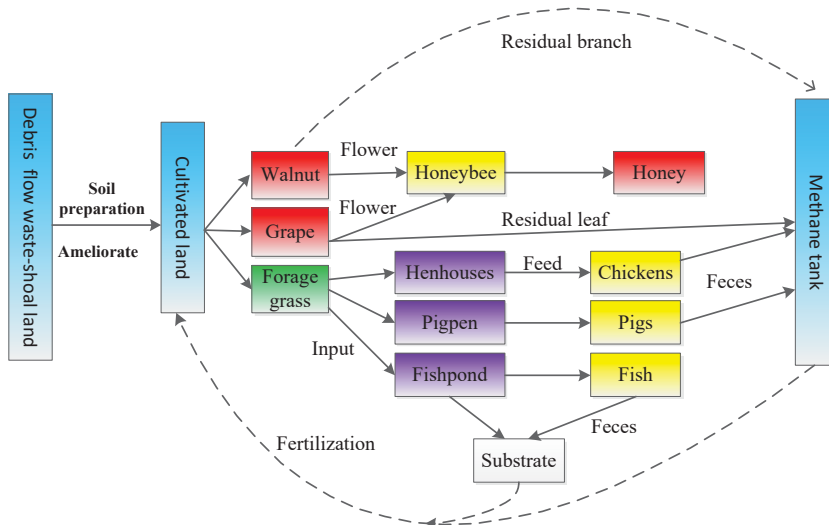 Residual branch
Debris flow waste-shoal land
Soil
preparation
Ameliorate
Cultivated land
Walnut
Flower
Honeybee
Honey
Grape
Flower
Residual leaf
Forage
grass
Henhouses
Feed
Chickens
Feces
Pigpen
Pigs
Input
Fishpond
Fish
Feces
Fertilization
Substrate
Methane tank